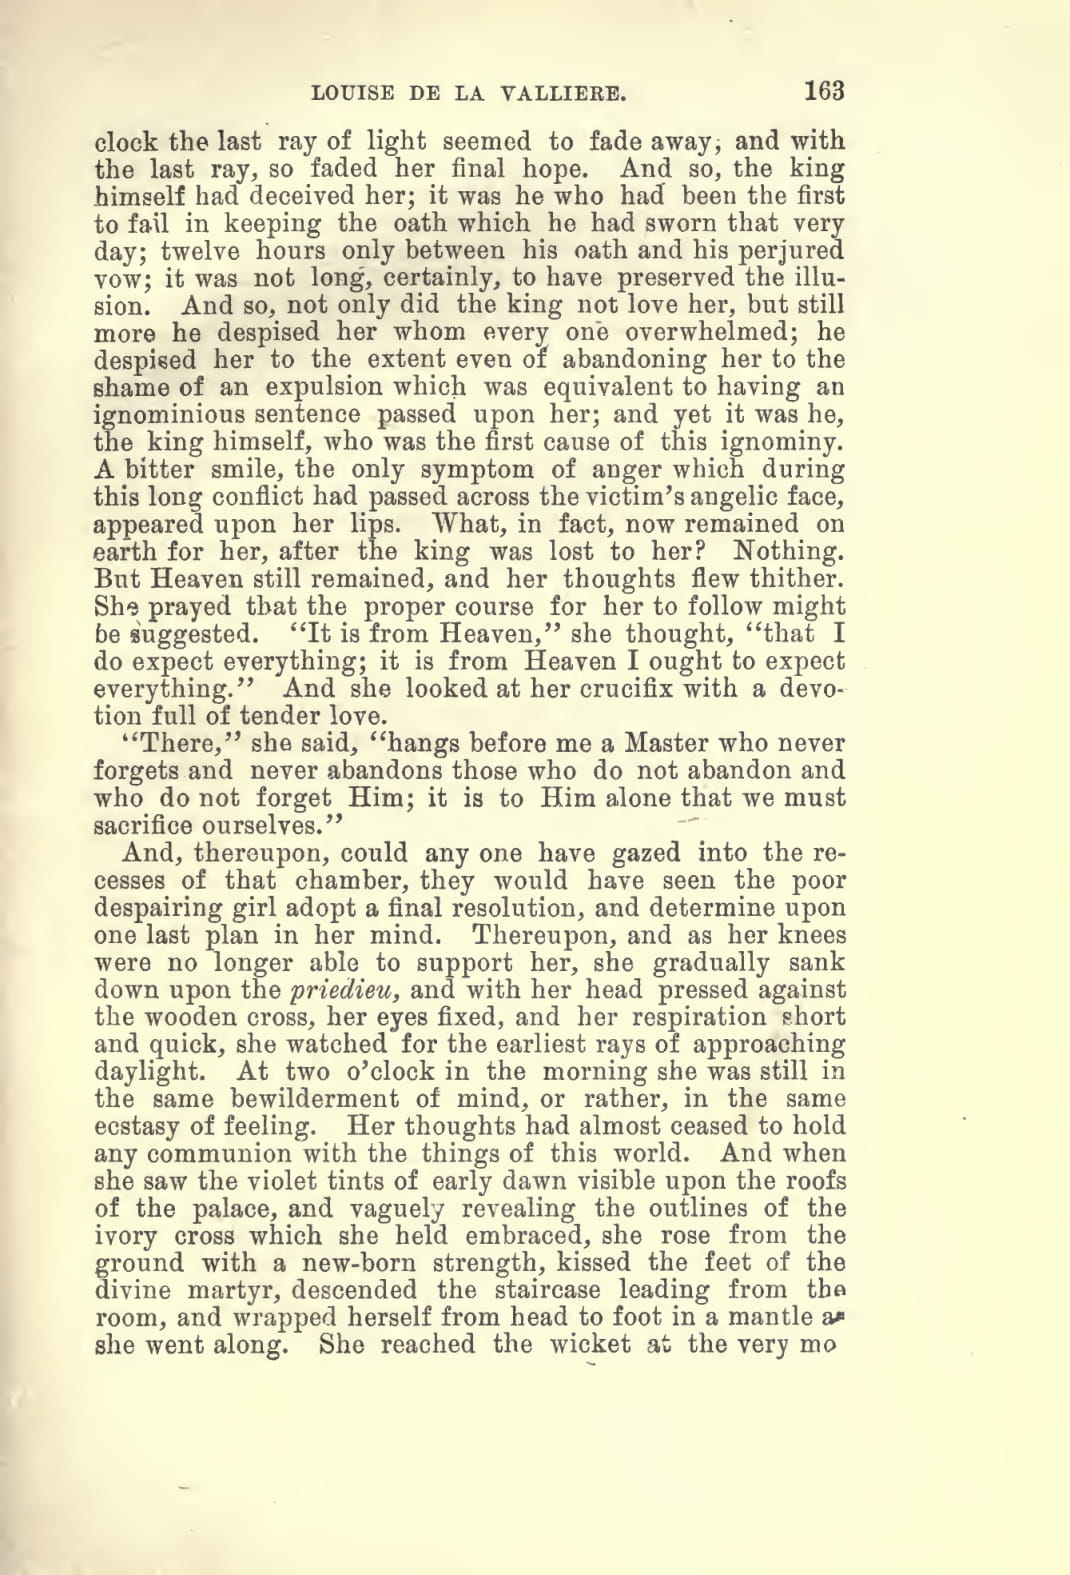 LOUISE DE LA VALLIERE. 163
clock the last ray of light seemed to fade away; and with
the last ray, so faded her final hope. And so, the king
himself had deceived her; it was he who had been the first
to fail in keeping the oath which he had sworn that very
day; twelve hours only between his oath and his perjured
vow; it was not long, certainly, to have preserved the illu-
sion. And so, not only did the king not love her, but still
more he despised her whom every one overwhelmed; he
despised her to the extent even of abandoning her to the
shame of an expulsion which was equivalent to having an
ignominious sentence passed upon her; and yet it was he,
the king himself, who was the first cause of this ignominy.
A bitter smile, the only symptom of anger which during
this long conflict had passed across the victim's angelic face,
appeared upon her lips. What, in fact, now remained on
earth for her, after the king was lost to her? Nothing.
But Heaven still remained, and her thoughts flew thither.
She prayed that the proper course for her to follow might
be suggested. "It is from Heaven," she thought, "that I
do expect everything; it is from Heaven I ought to expect
everything." And she looked at her crucifix with a devo-
tion full of tender love.
"There," she said, "hangs before me a Master who never
forgets and never abandons those who do not abandon and
who do not forget Him; it is to Him alone that we must
sacrifice ourselves."
And, thereupon, could any one have gazed into the re-
cesses of that chamber, they would have seen the poor
despairing girl adopt a final resolution, and determine upon
one last plan in her mind. Thereupon, and as her knees
were no longer able to support her, she gradually sank
down upon the priedieu, and with her head pressed against
the wooden cross, her eyes fixed, and her respiration short
and quick, she watched for the earliest rays of approaching
daylight. At two o'clock in the morning she was still in
the same bewilderment of mind, or rather, in the same
ecstasy of feeling. Her thoughts had almost ceased to hold
any communion with the things of this world. And when
she saw the violet tints of early dawn visible upon the roofs
of the palace, and vaguely revealing the outlines of the
ivory cross which she held embraced, she rose from the
ground with a new-born strength, kissed the feet of the
divine martyr, descended the staircase leading from the
room, and wrapped herself from head to foot in a mantle as
she went along. She reached the wicket at the very mo